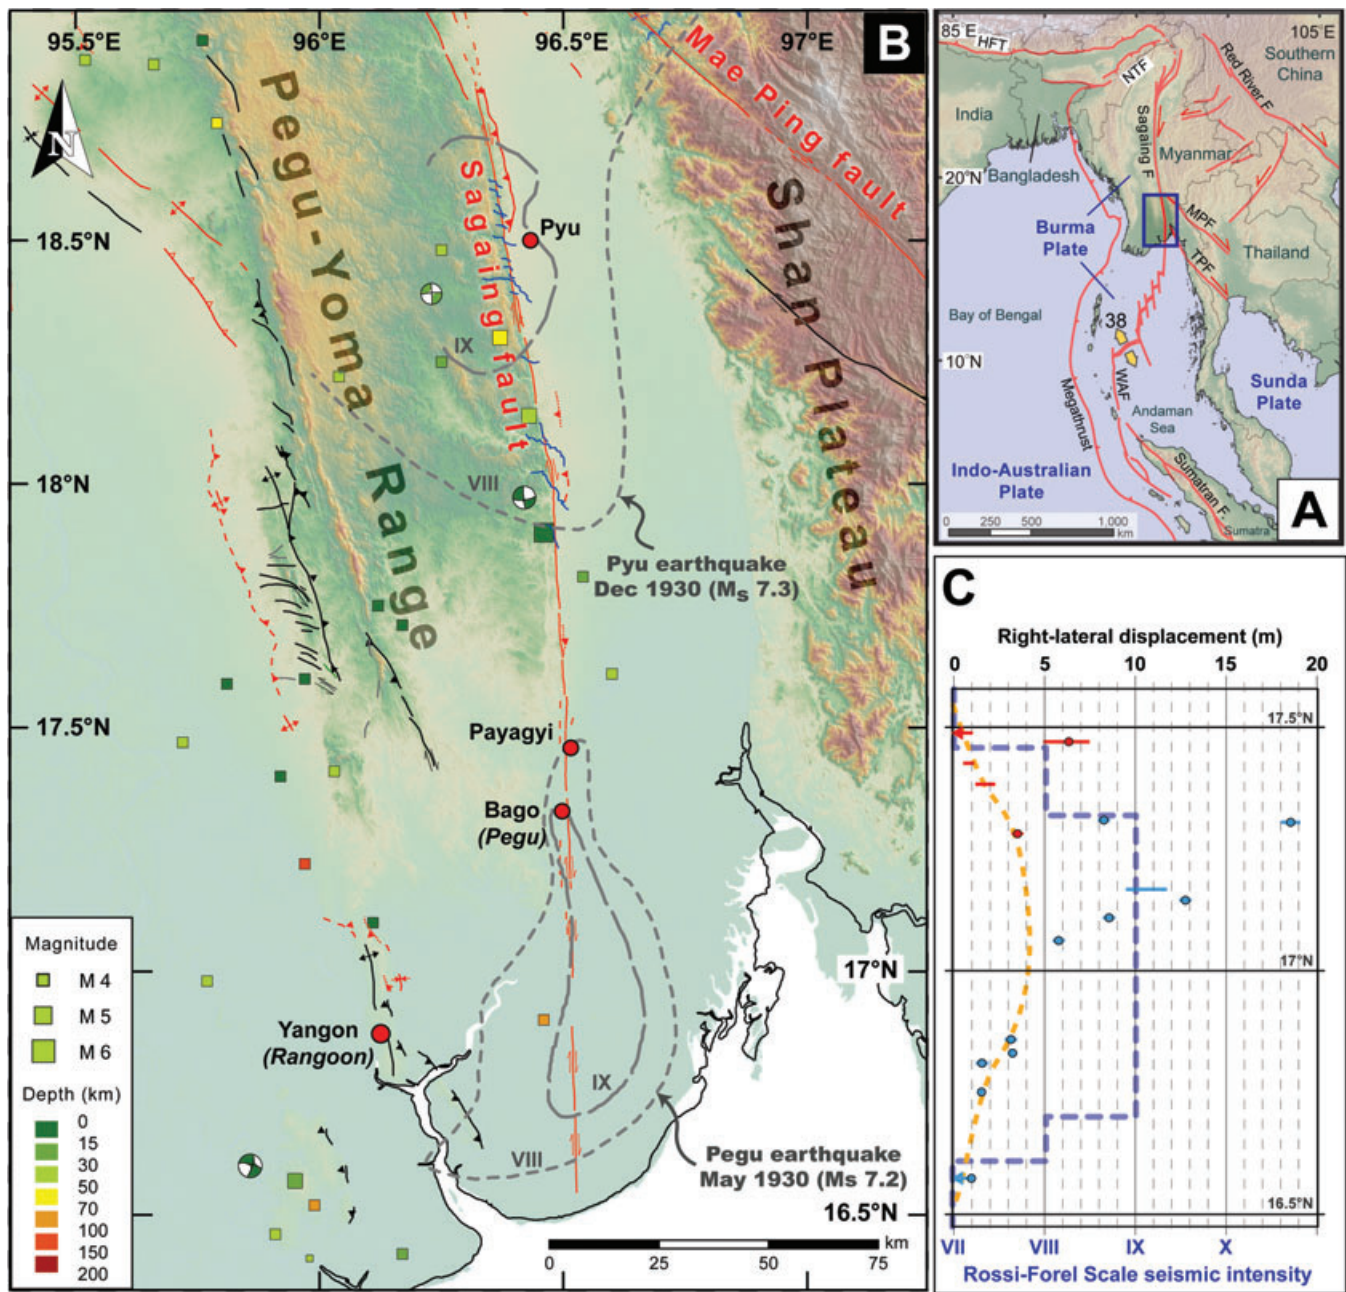 95.5°E
96°E
96.5°E
97°E
B
N
Pegu-Yoma
Range
Sagaing fault
Mae Ping fault
Shan Plateau
18.5°N
Pyu
IX
18°N
VIII
Pyu earthquake
Dec 1930 (Ms 7.3)
17.5°N
Payagyi
Bago
(Pegu)
17°N
Yangon
(Rangoon)
IX
VIII
Pegu earthquake
May 1930 (Ms 7.2)
16.5°N
0 25 50 75 km
Magnitude
M 4
M 5
M 6
Depth (km)
0
15
30
50
70
100
150
200
85°E
105°E
HFT
NTF
Red River F
Southern
China
India
Sagaing F
Myanmar
20°N
Bangladesh
Burma
Plate
MPF
TPF
Thailand
Bay of Bengal
38
10°N
WAF
Megathrust
Sunda
Plate
Andaman
Sea
Indo-Australian
Plate
Sumatran F.
Sumatra
0 250 500 1,000
km
A
C
Right-lateral displacement (m)
0 5 10 15 20
17.5°N
17°N
16.5°N
VII VIII IX X
Rossi-Forel Scale seismic intensity